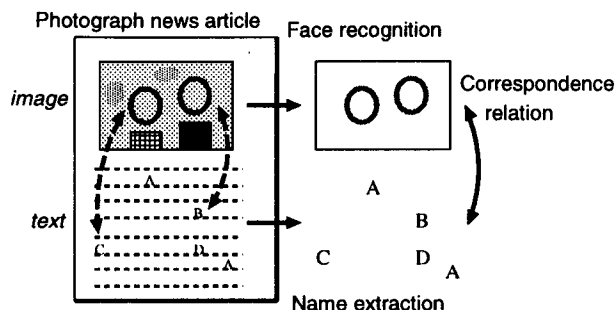 Photograph news article
Face recognition
image
Correspondence
relation
A
A
B
text
B
C
D
C
D
A
A
Name extraction